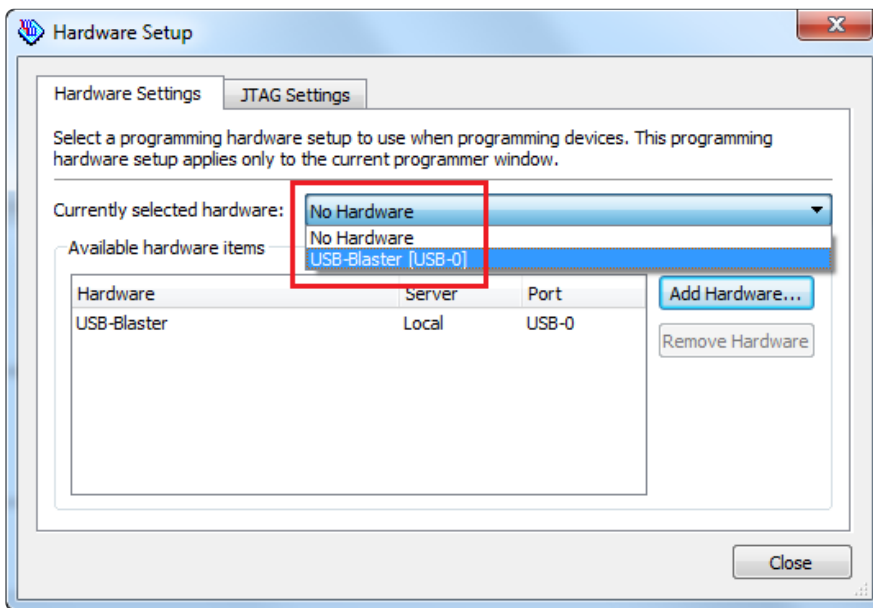 Hardware Setup
Hardware Settings
JTAG Settings
Select a programming hardware setup to use when programming devices. This programming
hardware setup applies only to the current programmer window.
Currently selected hardware:
No Hardware
No Hardware
USB-Blaster [USB-0]
Available hardware items
Hardware Server Port
USB-Blaster Local USB-0
Add Hardware...
Remove Hardware
Close